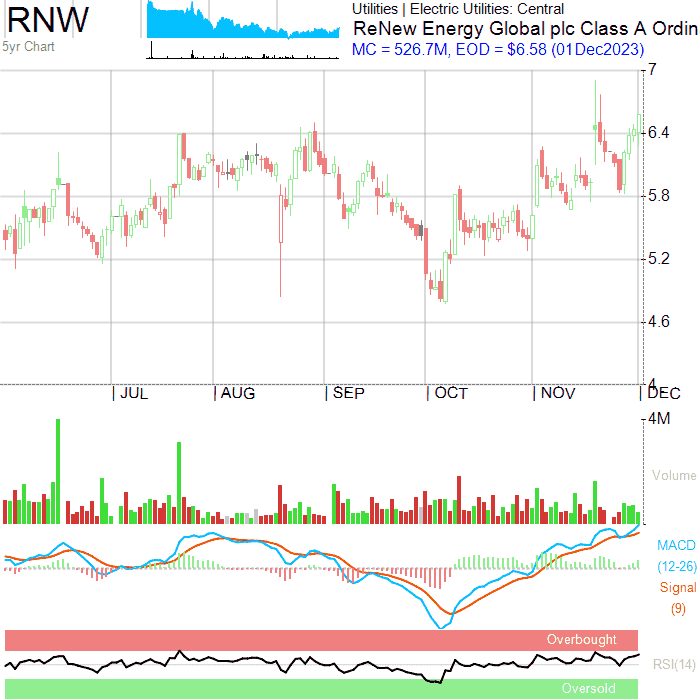 RNW
5yr Chart
Utilities | Electric Utilities: Central
ReNew Energy Global plc Class A Ordin
MC = 526.7M, EOD = $6.58 (01Dec2023)
7
6.4
5.8
5.2
4.6
4
| JUL | AUG | SEP | OCT | NOV | DEC
4M
Volume
MACD
(12-26)
Signal
(9)
Overbought
RSI(14)
Oversold